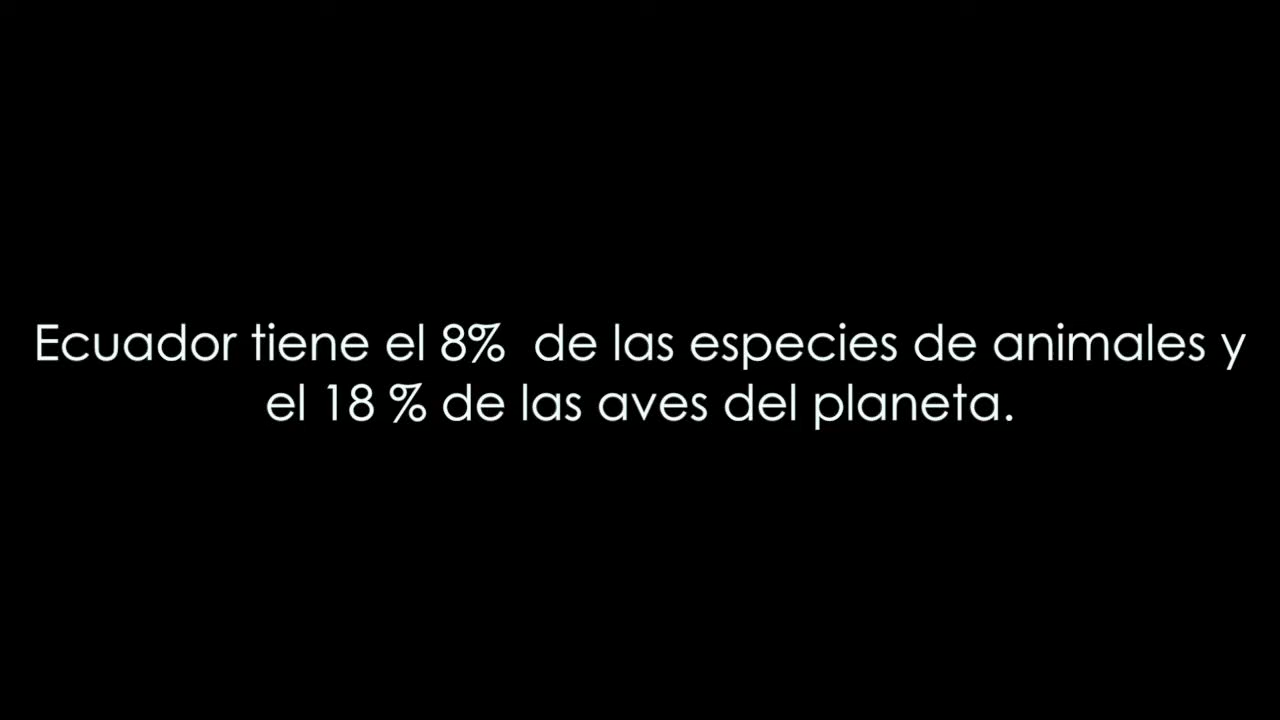 Ecuador tiene el 8%  de las especies de animales y
el 18 % de las aves del planeta.